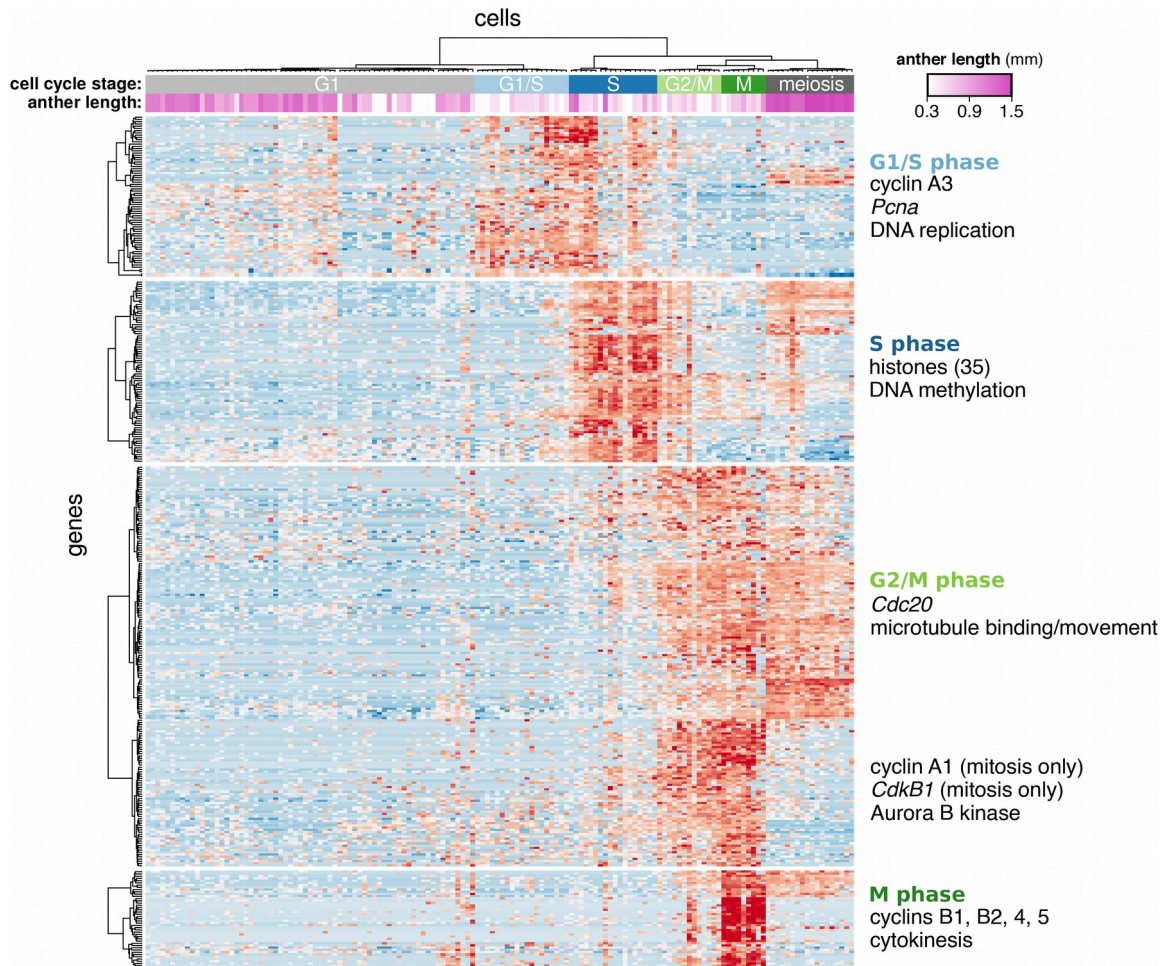 cells
cell cycle stage: G1 G1/S S G2/M M meiosis
anther length:
anther length (mm)
0.3 0.9 1.5
genes
G1/S phase
cyclin A3
Pcna
DNA replication
S phase
histones (35)
DNA methylation
G2/M phase
Cdc20
microtubule binding/movement
cyclin A1 (mitosis only)
CdkB1 (mitosis only)
Aurora B kinase
M phase
cyclins B1, B2, 4, 5
cytokinesis